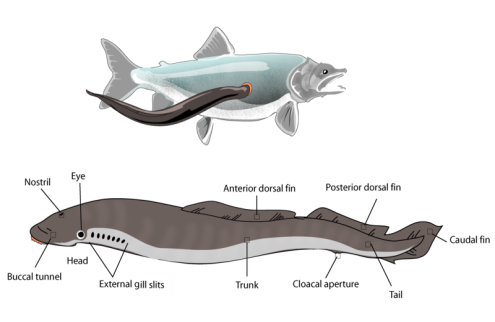 Nostril
Eye
Anterior dorsal fin
Posterior dorsal fin
Caudal fin
Buccal tunnel
Head
External gill slits
Trunk
Cloacal aperture
Tail